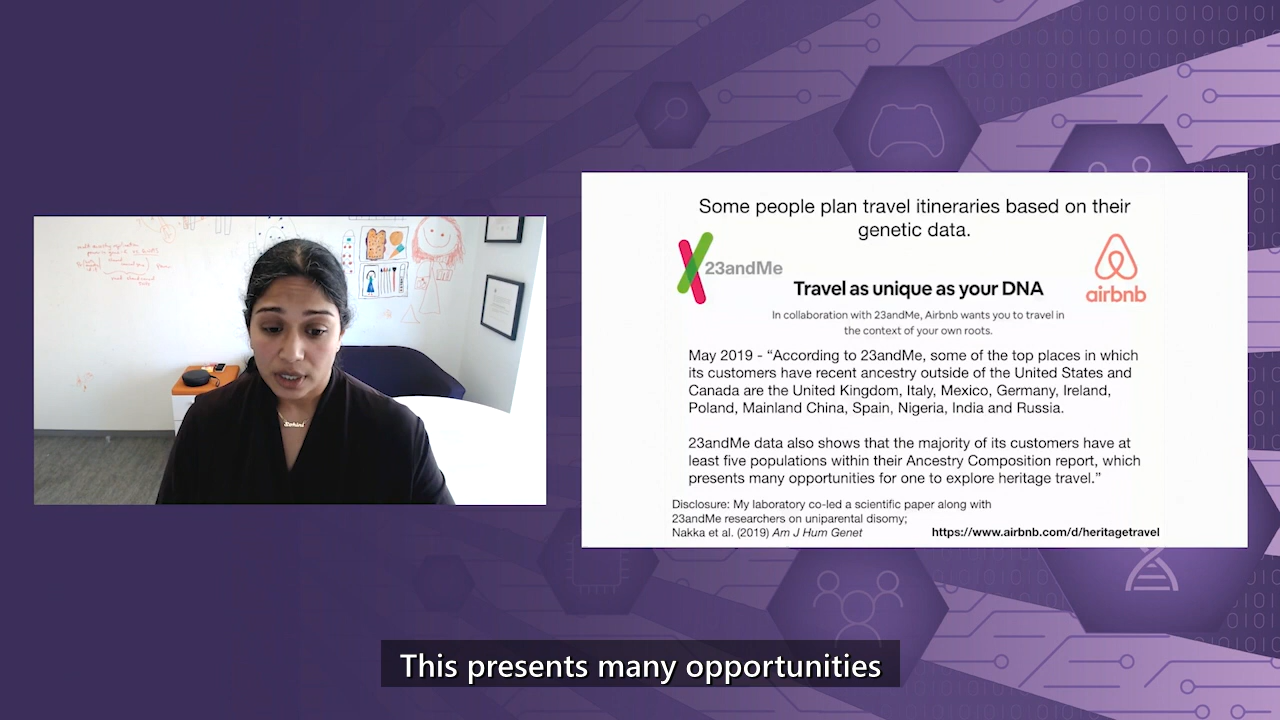 Some people plan travel itineraries based on their
genetic data.
23andMe
airbnb
Travel as unique as your DNA
In collaboration with 23andMe, Airbnb wants you to travel in
the context of your own roots.
May 2019 - “According to 23andMe, some of the top places in which
its customers have recent ancestry outside of the United States and
Canada are the United Kingdom, Italy, Mexico, Germany, Ireland,
Poland, Mainland China, Spain, Nigeria, India and Russia.
23andMe data also shows that the majority of its customers have at
least five populations within their Ancestry Composition report, which
presents many opportunities for one to explore heritage travel.”
Disclosure: My laboratory co-led a scientific paper along with
23andMe researchers on uniparental disomy;
Nakka et al. (2019) Am J Hum Genet
https://www.airbnb.com/d/heritagetravel
This presents many opportunities